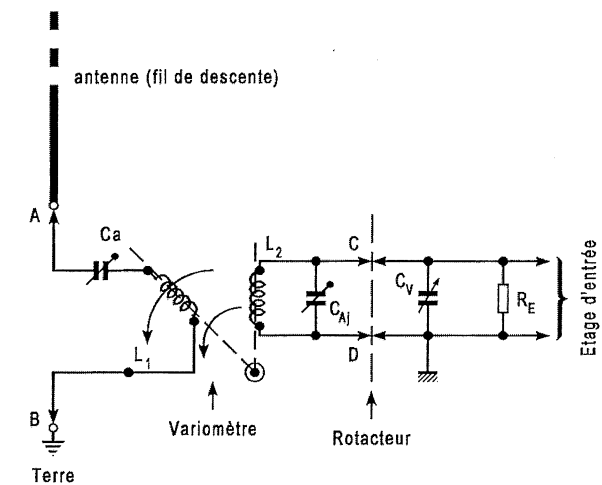 antenne (fil de descente)
A
Ca
L2
C
CV
CAj
RE
Etage d'entrée
L1
D
B
Variomètre
Rotacteur
Terre